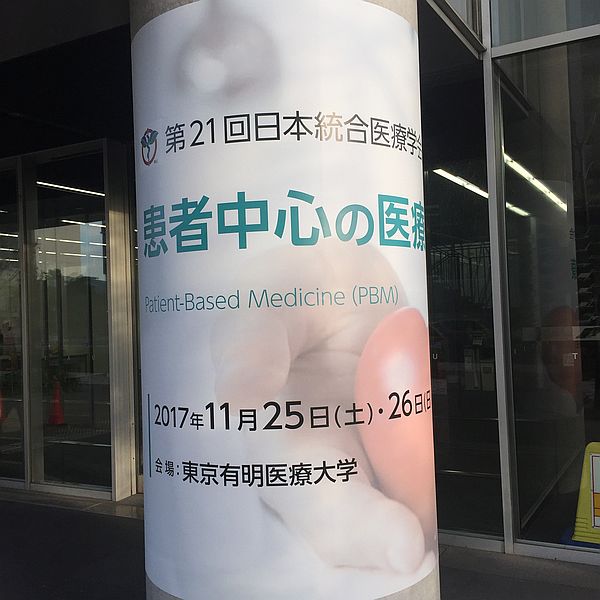 第21回日本統合医療学会
患者中心の医療
Patient-Based Medicine (PBM)
2017年11月25日(土)・26日(日
会場：東京有明医療大学